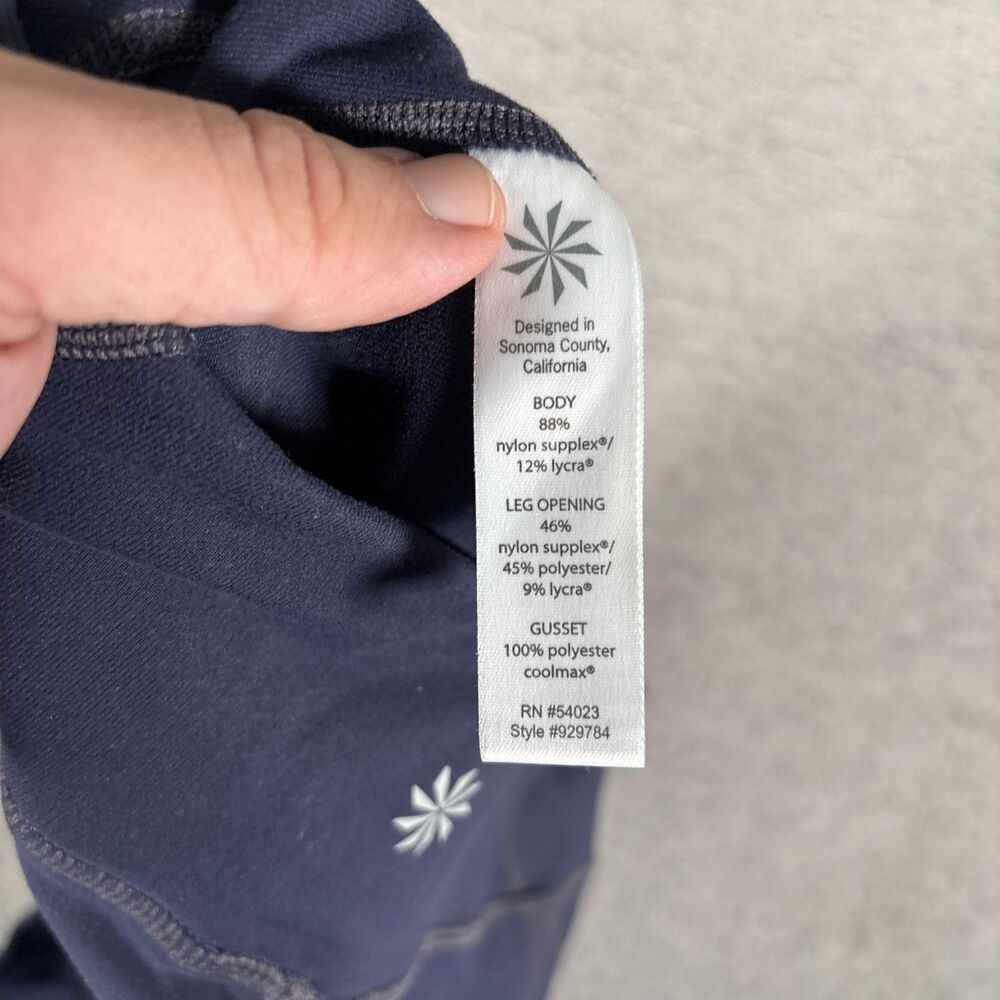 Designed in
Sonoma County,
California
BODY
88%
nylon supplex®/
12% lycra®
LEG OPENING
46%
nylon supplex®/
45% polyester/
9% lycra®
GUSSET
100% polyester
coolmax®
RN #54023
Style #929784